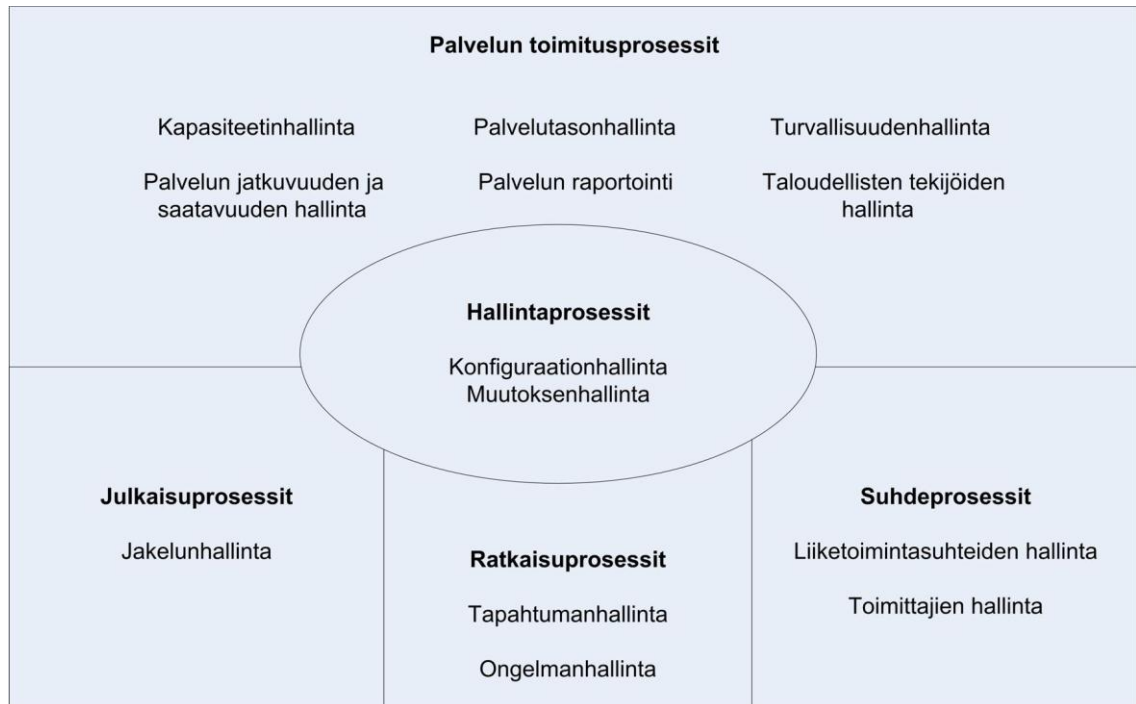 Palvelun toimitusprosessit
Kapasiteetinhallinta
Palvelutasonhallinta
Turvallisuudenhallinta
Palvelun jatkuvuuden ja
saatavuuden hallinta
Palvelun raportointi
Taloudellisten tekijöiden
hallinta
Hallintaprosessit
Konfiguraationhallinta
Muutoksenhallinta
Julkaisuprosessit
Jakelunhallinta
Ratkaisuprosessit
Tapahtumanhallinta
Ongelmanhallinta
Suhdeprosessit
Liiketoimintasuhteiden hallinta
Toimittajien hallinta